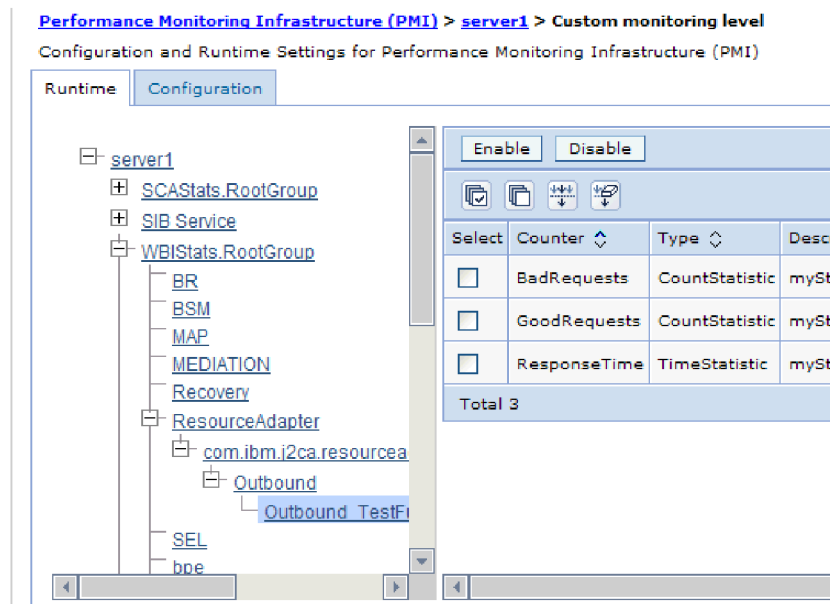 Performance Monitoring Infrastructure (PMI) > server1 > Custom monitoring level
Configuration and Runtime Settings for Performance Monitoring Infrastructure (PMI)
Runtime Configuration
server1
SCAStats.RootGroup
SIB Service
WBIStats.RootGroup
BR
BSM
MAP
MEDIATION
Recovery
ResourceAdapter
com.ibm.j2ca.resourcea
Outbound
Outbound_TestF
SEL
bpe
Enable Disable
Select Counter Type Desc
BadRequests CountStatistic mySt
GoodRequests CountStatistic mySt
ResponseTime TimeStatistic mySt
Total 3